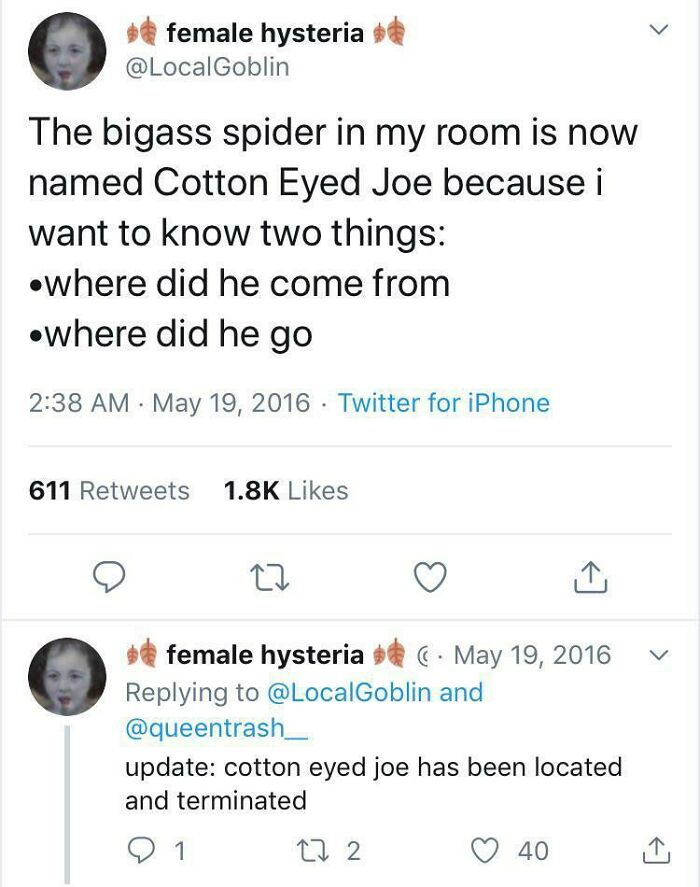 female hysteria
@LocalGoblin
The bigass spider in my room is now
named Cotton Eyed Joe because i
want to know two things:
•where did he come from
•where did he go
2:38 AM · May 19, 2016 · Twitter for iPhone
611 Retweets 1.8K Likes
female hysteria · May 19, 2016
Replying to @LocalGoblin and
@queentrash__
update: cotton eyed joe has been located
and terminated
1 2 40